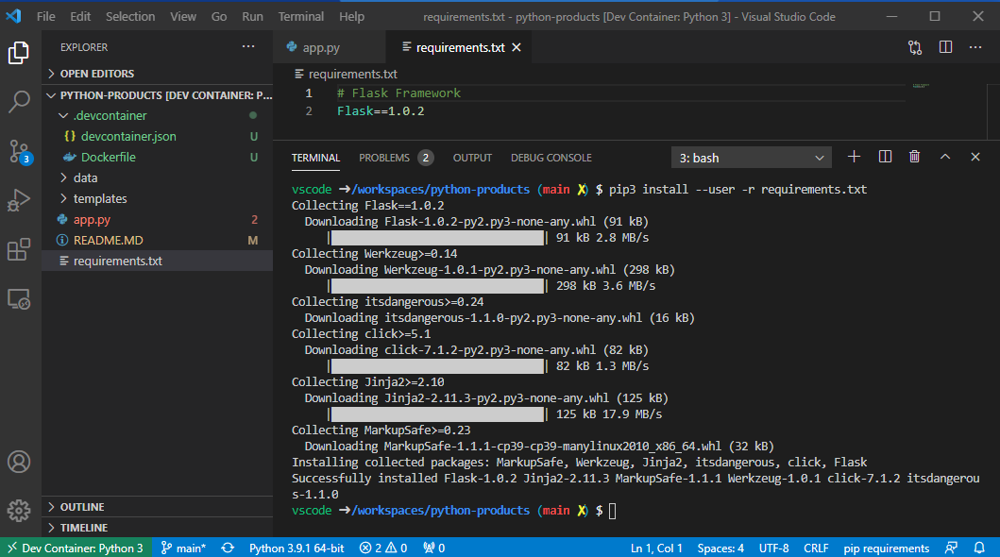 File Edit Selection View Go Run Terminal Help requirements.txt - python-products [Dev Container: Python 3] - Visual Studio Code
EXPLORER
OPEN EDITORS
PYTHON-PRODUCTS [DEV CONTAINER: P...
.devcontainer
{} devcontainer.json U
Dockerfile U
data
templates
app.py 2
README.MD M
requirements.txt
OUTLINE
TIMELINE
3
app.py requirements.txt
requirements.txt
1 # Flask Framework
2 Flask==1.0.2
TERMINAL PROBLEMS 2 OUTPUT DEBUG CONSOLE 3: bash
vscode ➜/workspaces/python-products (main ✗) $ pip3 install --user -r requirements.txt
Collecting Flask==1.0.2
Downloading Flask-1.0.2-py2.py3-none-any.whl (91 kB)
| | 91 kB 2.8 MB/s
Collecting Werkzeug>=0.14
Downloading Werkzeug-1.0.1-py2.py3-none-any.whl (298 kB)
| | 298 kB 3.6 MB/s
Collecting itsdangerous>=0.24
Downloading itsdangerous-1.1.0-py2.py3-none-any.whl (16 kB)
Collecting click>=5.1
Downloading click-7.1.2-py2.py3-none-any.whl (82 kB)
| | 82 kB 1.3 MB/s
Collecting Jinja2>=2.10
Downloading Jinja2-2.11.3-py2.py3-none-any.whl (125 kB)
| | 125 kB 17.9 MB/s
Collecting MarkupSafe>=0.23
Downloading MarkupSafe-1.1.1-cp39-cp39-manylinux2010_x86_64.whl (32 kB)
Installing collected packages: MarkupSafe, Werkzeug, Jinja2, itsdangerous, click, Flask
Successfully installed Flask-1.0.2 Jinja2-2.11.3 MarkupSafe-1.1.1 Werkzeug-1.0.1 click-7.1.2 itsdangerou
s-1.1.0
vscode ➜/workspaces/python-products (main ✗) $
Dev Container: Python 3 main* Python 3.9.1 64-bit 2 0 0 Ln 1, Col 1 Spaces: 4 UTF-8 CRLF pip requirements